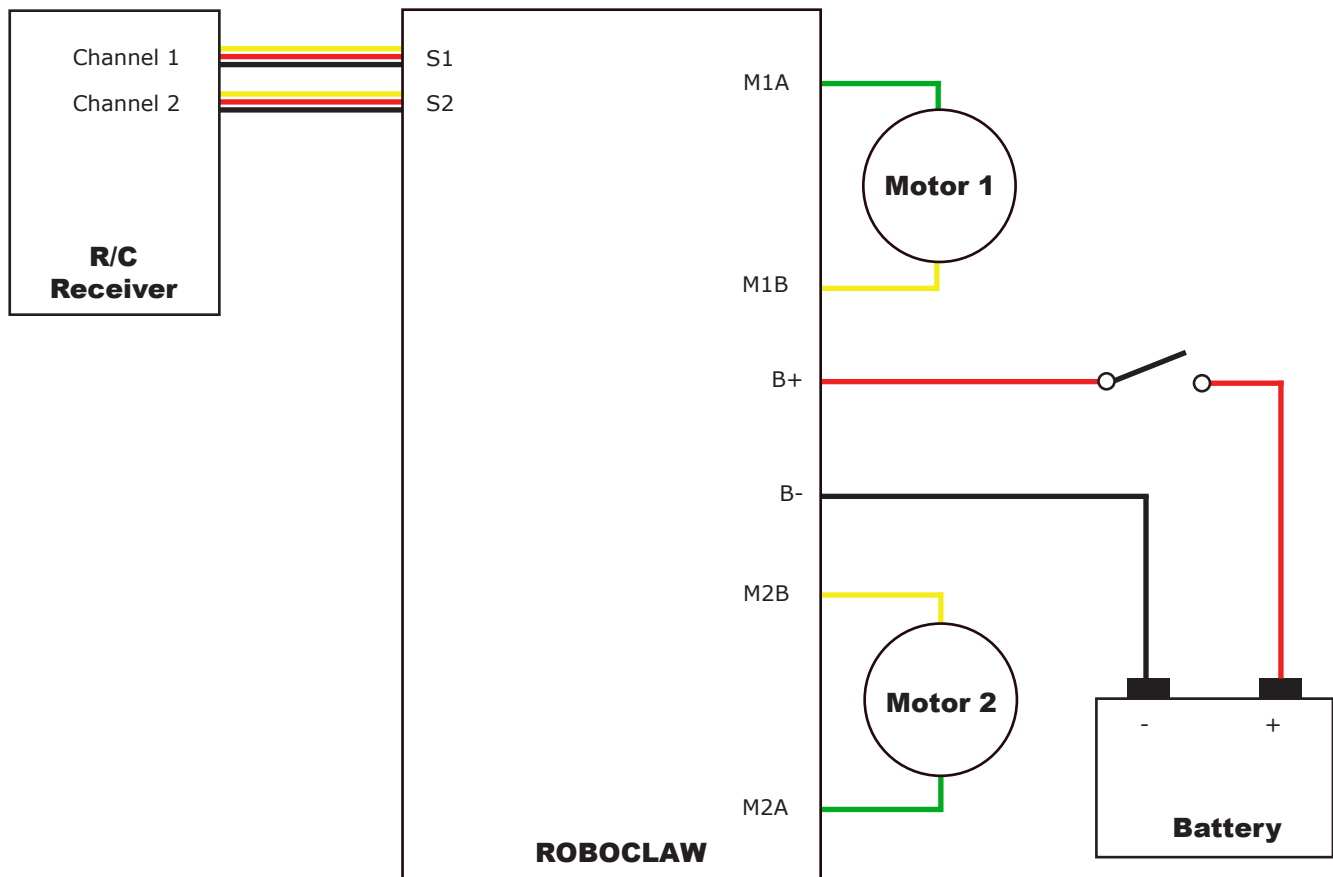 Channel 1
Channel 2
R/C
Receiver
S1
S2
M1A
M1B
B+
B-
M2B
M2A
ROBOCLAW
Motor 1
Motor 2
- +
Battery